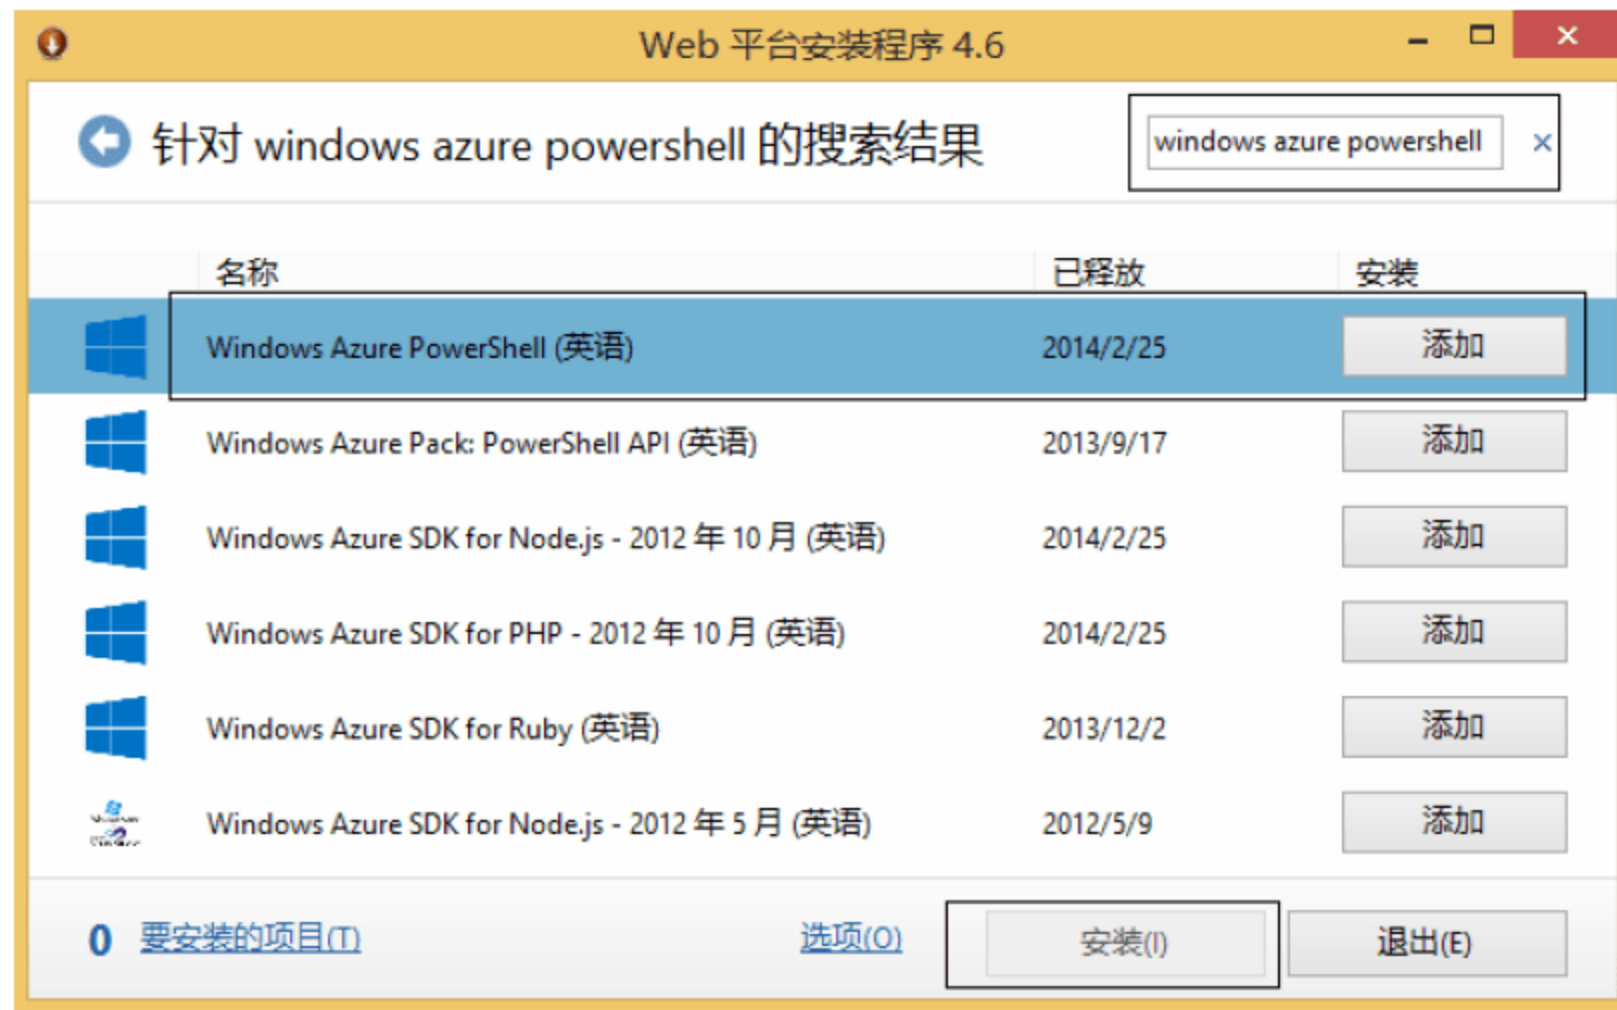 Web 平台安装程序 4.6
针对 windows azure powershell 的搜索结果
windows azure powershell
名称 已释放 安装
Windows Azure PowerShell (英语) 2014/2/25 添加
Windows Azure Pack: PowerShell API (英语) 2013/9/17 添加
Windows Azure SDK for Node.js - 2012 年 10 月 (英语) 2014/2/25 添加
Windows Azure SDK for PHP - 2012 年 10 月 (英语) 2014/2/25 添加
Windows Azure SDK for Ruby (英语) 2013/12/2 添加
Windows Azure SDK for Node.js - 2012 年 5 月 (英语) 2012/5/9 添加
0 要安装的项目(T) 选项(O) 安装(I) 退出(E)